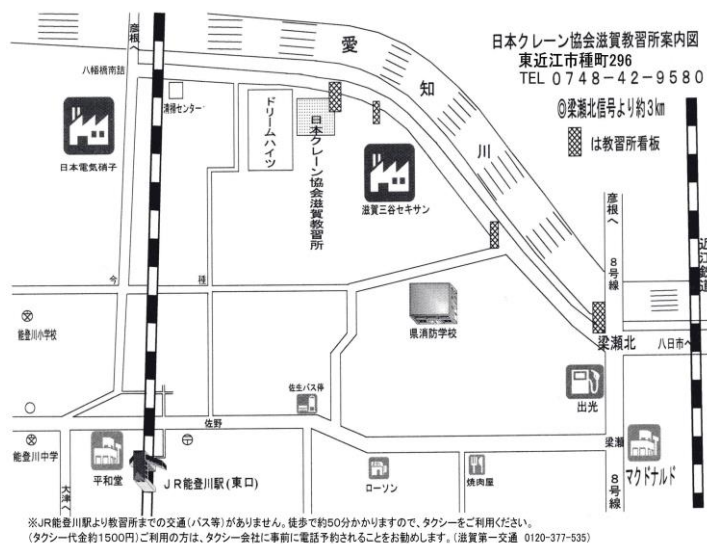 日本クレーン協会滋賀教習所案内図
東近江市種町296
TEL 0748-42-9580
◎梁瀬北信号より約3㎞
は教習所看板
彦根へ
愛知川
八幡橋南詰
清掃センター
ドリームハイツ
日本クレーン協会滋賀教習所
日本電気硝子
滋賀三谷セキサン
彦根へ
8号線
近江鉄道
今
種
能登川小学校
県消防学校
梁瀬北
八日市へ
佐生バス停
出光
佐野
梁瀬
能登川中学
平和堂
大津へ
JR能登川駅(東口)
ローソン
焼肉屋
8号線
マクドナルド
※JR能登川駅より教習所までの交通(バス等)がありません。徒歩で約50分かかりますので、タクシーをご利用ください。
(タクシー代金約1500円)ご利用の方は、タクシー会社に事前に電話予約されることをお勧めします。(滋賀第一交通 0120-377-535)